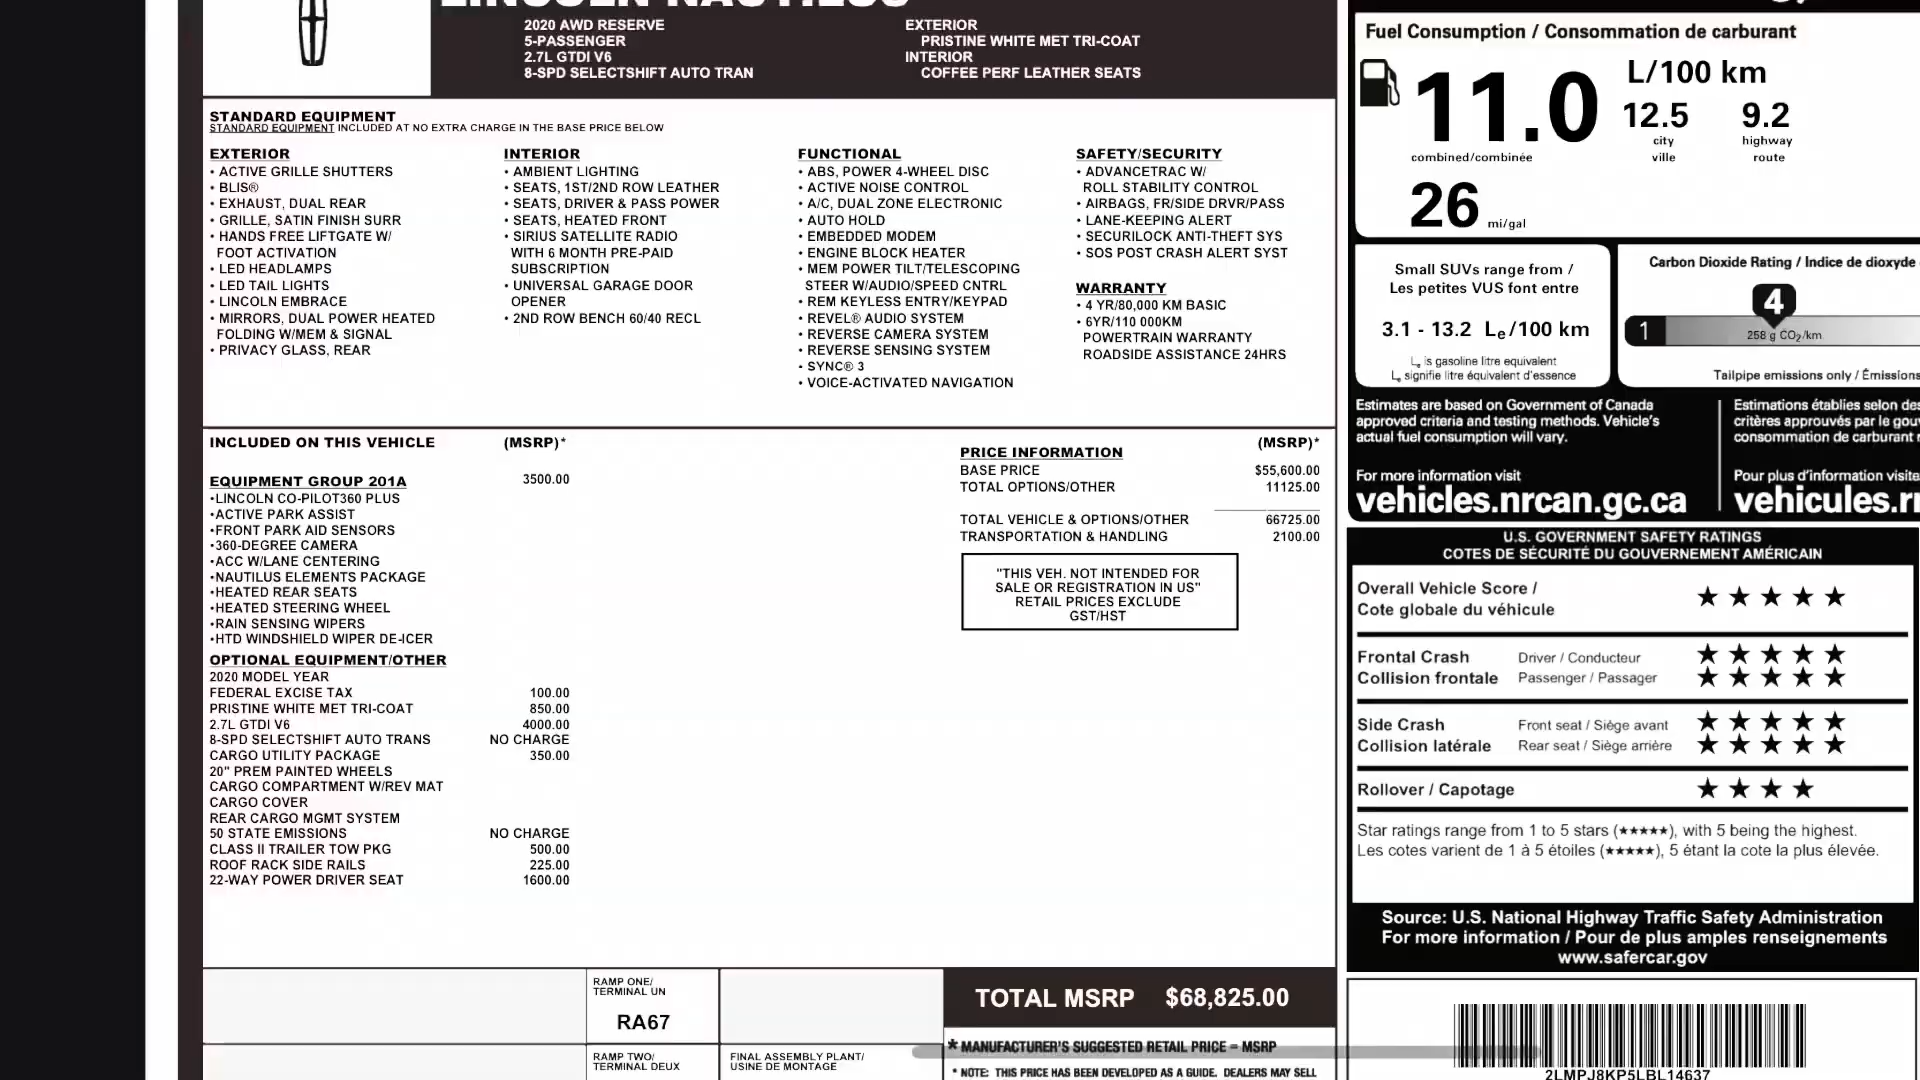 LINCOLN NAUTILUS
2020 AWD RESERVE
5-PASSENGER
2.7L GTDI V6
8-SPD SELECTSHIFT AUTO TRAN
EXTERIOR
PRISTINE WHITE MET TRI-COAT
INTERIOR
COFFEE PERF LEATHER SEATS
STANDARD EQUIPMENT
STANDARD EQUIPMENT INCLUDED AT NO EXTRA CHARGE IN THE BASE PRICE BELOW
EXTERIOR
• ACTIVE GRILLE SHUTTERS
• BLIS®
• EXHAUST, DUAL REAR
• GRILLE, SATIN FINISH SURR
• HANDS FREE LIFTGATE W/
FOOT ACTIVATION
• LED HEADLAMPS
• LED TAIL LIGHTS
• LINCOLN EMBRACE
• MIRRORS, DUAL POWER HEATED
FOLDING W/MEM & SIGNAL
• PRIVACY GLASS, REAR
INTERIOR
• AMBIENT LIGHTING
• SEATS, 1ST/2ND ROW LEATHER
• SEATS, DRIVER & PASS POWER
• SEATS, HEATED FRONT
• SIRIUS SATELLITE RADIO
WITH 6 MONTH PRE-PAID
SUBSCRIPTION
• UNIVERSAL GARAGE DOOR
OPENER
• 2ND ROW BENCH 60/40 RECL
FUNCTIONAL
• ABS, POWER 4-WHEEL DISC
• ACTIVE NOISE CONTROL
• A/C, DUAL ZONE ELECTRONIC
• AUTO HOLD
• EMBEDDED MODEM
• ENGINE BLOCK HEATER
• MEM POWER TILT/TELESCOPING
STEER W/AUDIO/SPEED CNTRL
• REM KEYLESS ENTRY/KEYPAD
• REVEL® AUDIO SYSTEM
• REVERSE CAMERA SYSTEM
• REVERSE SENSING SYSTEM
• SYNC® 3
• VOICE-ACTIVATED NAVIGATION
SAFETY/SECURITY
• ADVANCETRAC W/
ROLL STABILITY CONTROL
• AIRBAGS, FR/SIDE DRVR/PASS
• LANE-KEEPING ALERT
• SECURILOCK ANTI-THEFT SYS
• SOS POST CRASH ALERT SYST
WARRANTY
• 4 YR/80,000 KM BASIC
• 6YR/110 000KM
POWERTRAIN WARRANTY
ROADSIDE ASSISTANCE 24HRS
INCLUDED ON THIS VEHICLE (MSRP)*
EQUIPMENT GROUP 201A 3500.00
•LINCOLN CO-PILOT360 PLUS
•ACTIVE PARK ASSIST
•FRONT PARK AID SENSORS
•360-DEGREE CAMERA
•ACC W/LANE CENTERING
•NAUTILUS ELEMENTS PACKAGE
•HEATED REAR SEATS
•HEATED STEERING WHEEL
•RAIN SENSING WIPERS
•HTD WINDSHIELD WIPER DE-ICER
OPTIONAL EQUIPMENT/OTHER
2020 MODEL YEAR
FEDERAL EXCISE TAX 100.00
PRISTINE WHITE MET TRI-COAT 850.00
2.7L GTDI V6 4000.00
8-SPD SELECTSHIFT AUTO TRANS NO CHARGE
CARGO UTILITY PACKAGE 350.00
20" PREM PAINTED WHEELS
CARGO COMPARTMENT W/REV MAT
CARGO COVER
REAR CARGO MGMT SYSTEM
50 STATE EMISSIONS NO CHARGE
CLASS II TRAILER TOW PKG 500.00
ROOF RACK SIDE RAILS 225.00
22-WAY POWER DRIVER SEAT 1600.00
PRICE INFORMATION (MSRP)*
BASE PRICE $55,600.00
TOTAL OPTIONS/OTHER 11125.00
TOTAL VEHICLE & OPTIONS/OTHER 66725.00
TRANSPORTATION & HANDLING 2100.00
"THIS VEH. NOT INTENDED FOR
SALE OR REGISTRATION IN US"
RETAIL PRICES EXCLUDE
GST/HST
RAMP ONE/
TERMINAL UN
RA67
RAMP TWO/
TERMINAL DEUX
FINAL ASSEMBLY PLANT/
USINE DE MONTAGE
TOTAL MSRP $68,825.00
* MANUFACTURER'S SUGGESTED RETAIL PRICE = MSRP
* NOTE: THIS PRICE HAS BEEN DEVELOPED AS A GUIDE. DEALERS MAY SELL
Fuel Consumption / Consommation de carburant
11.0 L/100 km
combined/combinée
12.5
city
ville
9.2
highway
route
26 mi/gal
Small SUVs range from /
Les petites VUS font entre
3.1 - 13.2 Le/100 km
Le is gasoline litre equivalent
Le signifie litre équivalent d'essence
Carbon Dioxide Rating / Indice de dioxyde
4
1
258 g CO2/km
Tailpipe emissions only / Émissions
Estimates are based on Government of Canada
approved criteria and testing methods. Vehicle's
actual fuel consumption will vary.
For more information visit
vehicles.nrcan.gc.ca
Estimations établies selon des
critères approuvés par le gouv
consommation de carburant
Pour plus d'information visite
vehicules.rr
U.S. GOVERNMENT SAFETY RATINGS
COTES DE SÉCURITÉ DU GOUVERNEMENT AMÉRICAIN
Overall Vehicle Score / ★★★★★
Cote globale du véhicule
Frontal Crash Driver / Conducteur ★★★★★
Collision frontale Passenger / Passager ★★★★★
Side Crash Front seat / Siège avant ★★★★★
Collision latérale Rear seat / Siège arrière ★★★★★
Rollover / Capotage ★★★★
Star ratings range from 1 to 5 stars (★★★★★), with 5 being the highest.
Les cotes varient de 1 à 5 étoiles (★★★★★), 5 étant la cote la plus élevée.
Source: U.S. National Highway Traffic Safety Administration
For more information / Pour de plus amples renseignements
www.safercar.gov
2LMPJ8KP5LBL14637